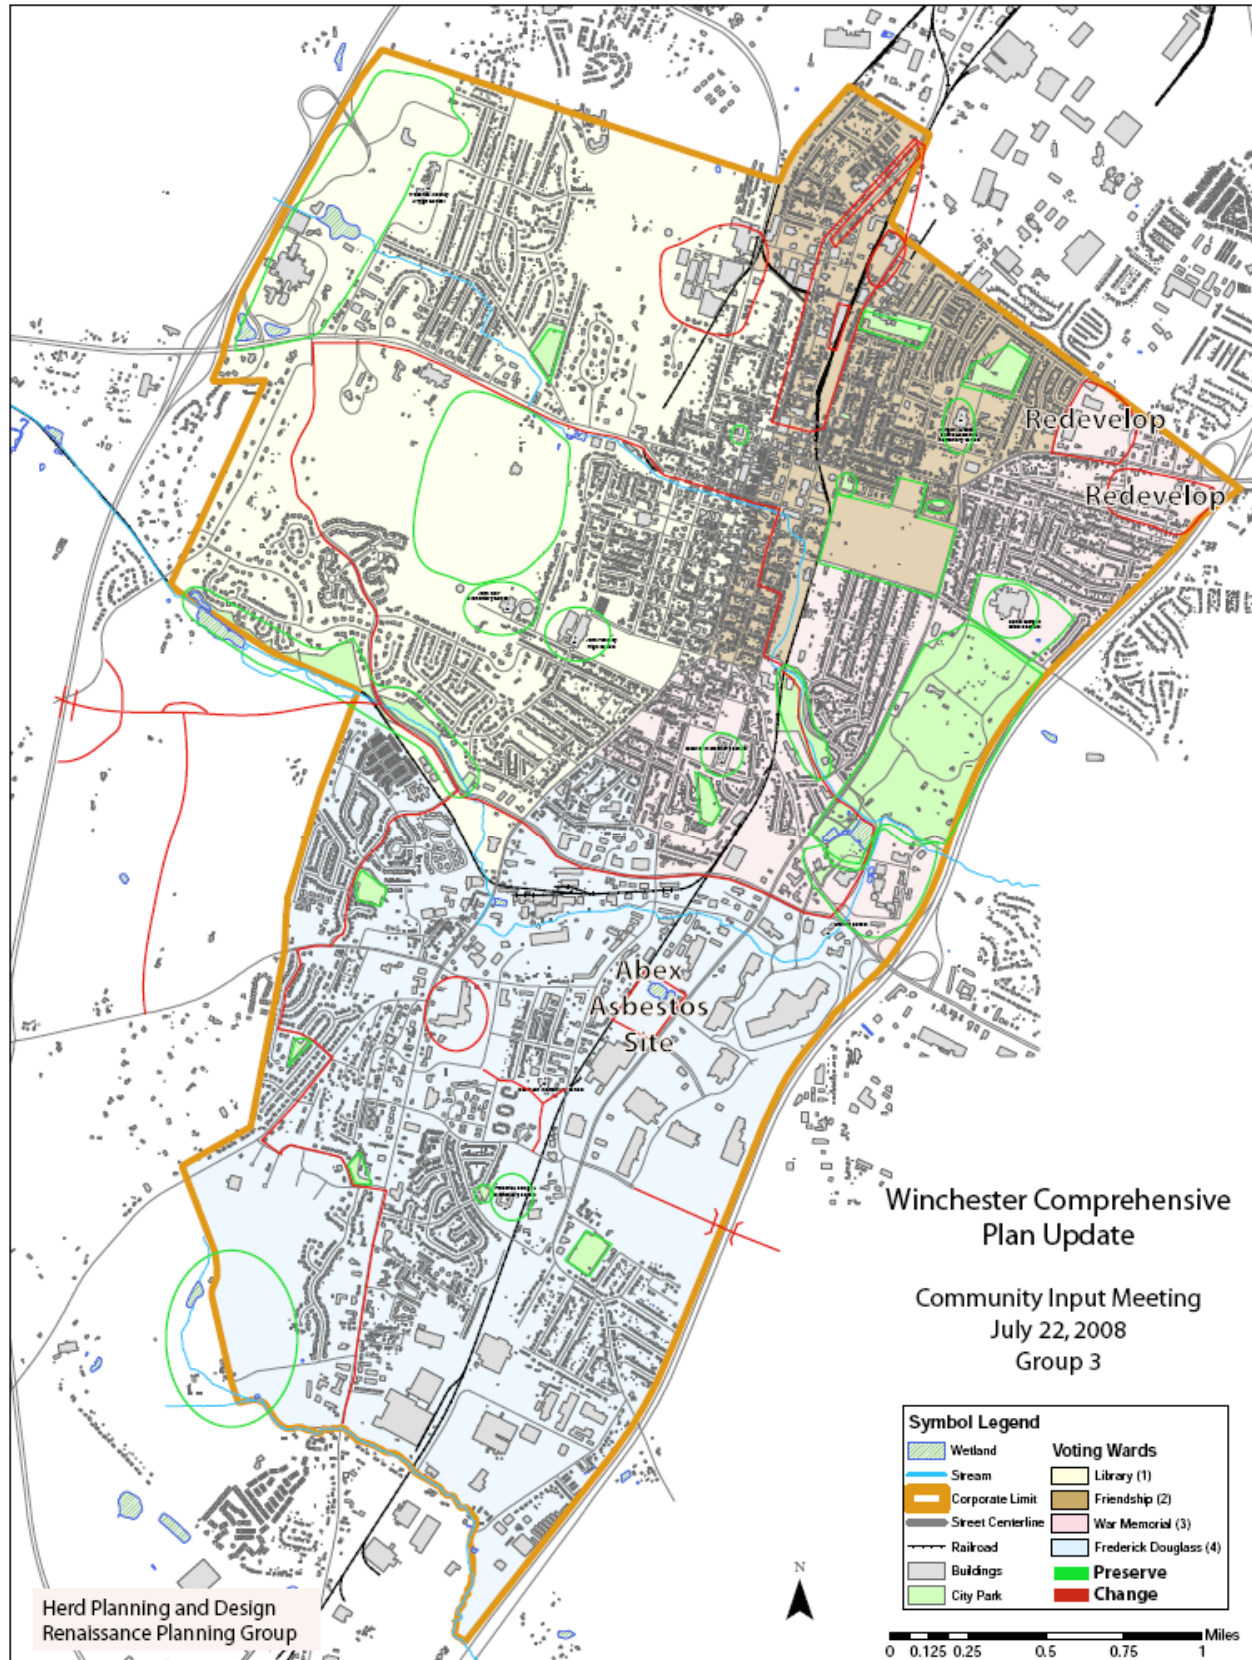 Redevelop
Redevelop
Abex
Asbestos
Site
Winchester Comprehensive
Plan Update
Community Input Meeting
July 22, 2008
Group 3
Symbol Legend
Wetland
Stream
Corporate Limit
Street Centerline
Railroad
Buildings
City Park
Voting Wards
Library (1)
Friendship (2)
War Memorial (3)
Frederick Douglass (4)
Preserve
Change
Herd Planning and Design
Renaissance Planning Group
N
Miles
0 0.125 0.25 0.5 0.75 1